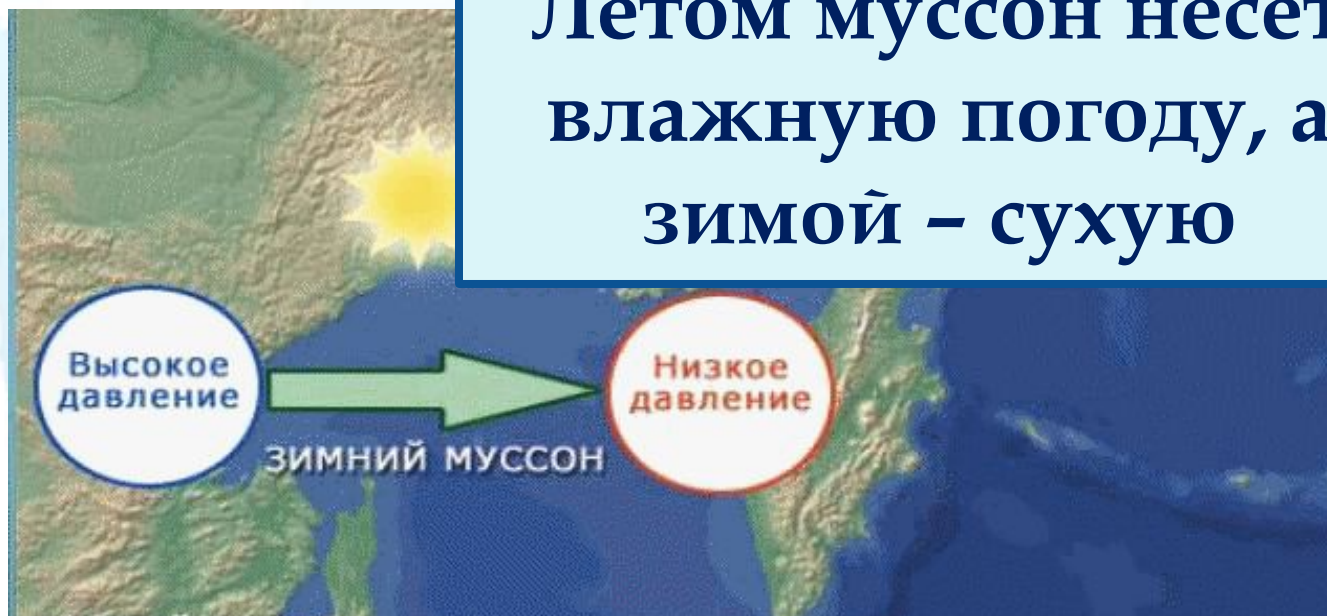 Летом муссон несет
влажную погоду, а
зимой – сухую
Высокое
давление
Низкое
давление
ЗИМНИЙ МУССОН